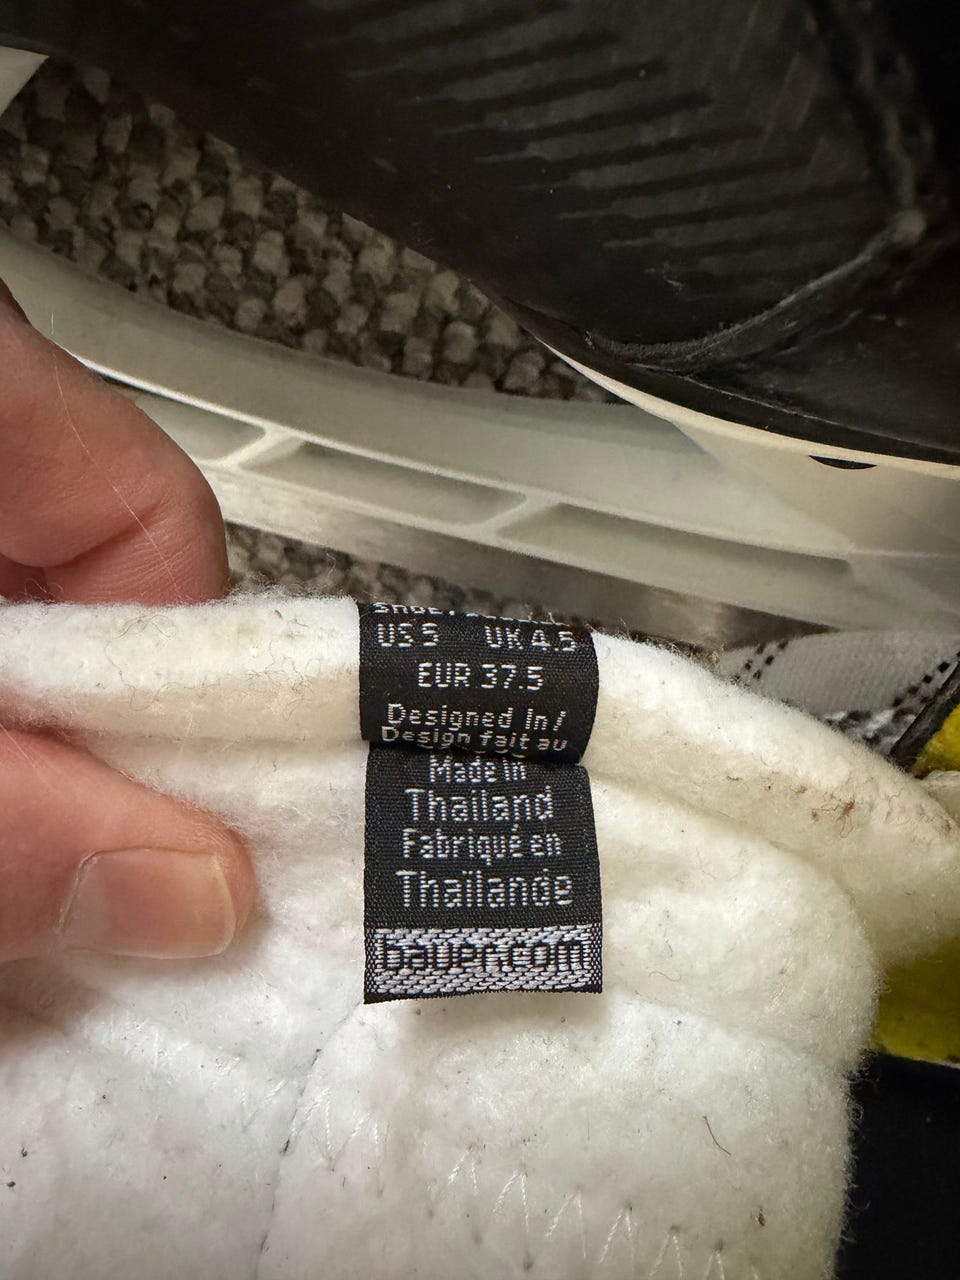 US 5 UK 4.5
EUR 37.5
Designed in/
Design fait au
Made in
Thailand
Fabriqué en
Thaïlande
bauer.com